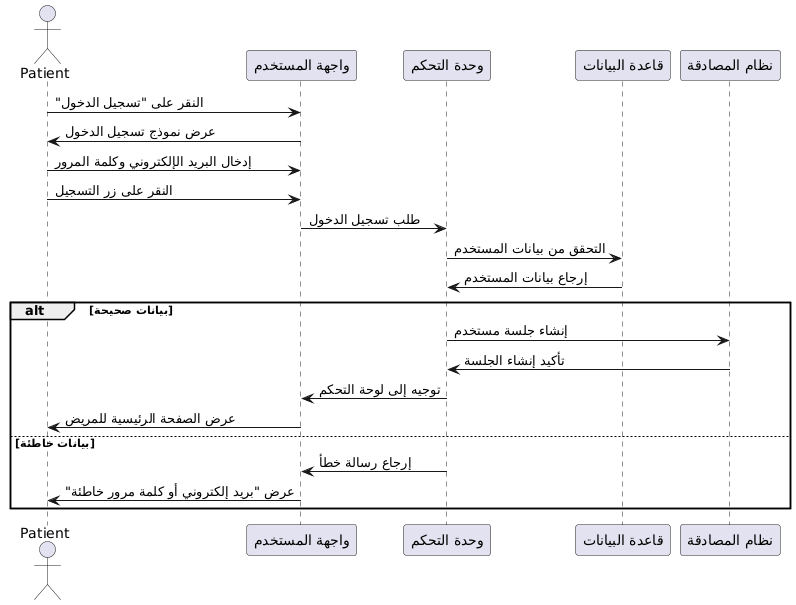 Patient
واجهة المستخدم
وحدة التحكم
قاعدة البيانات
نظام المصادقة
النقر على "تسجيل الدخول"
عرض نموذج تسجيل الدخول
إدخال البريد الإلكتروني وكلمة المرور
النقر على زر التسجيل
طلب تسجيل الدخول
التحقق من بيانات المستخدم
إرجاع بيانات المستخدم
alt
[بيانات صحيحة]
إنشاء جلسة مستخدم
تأكيد إنشاء الجلسة
توجيه إلى لوحة التحكم
عرض الصفحة الرئيسية للمريض
[بيانات خاطئة]
إرجاع رسالة خطأ
عرض "بريد إلكتروني أو كلمة مرور خاطئة"
Patient
واجهة المستخدم
وحدة التحكم
قاعدة البيانات
نظام المصادقة